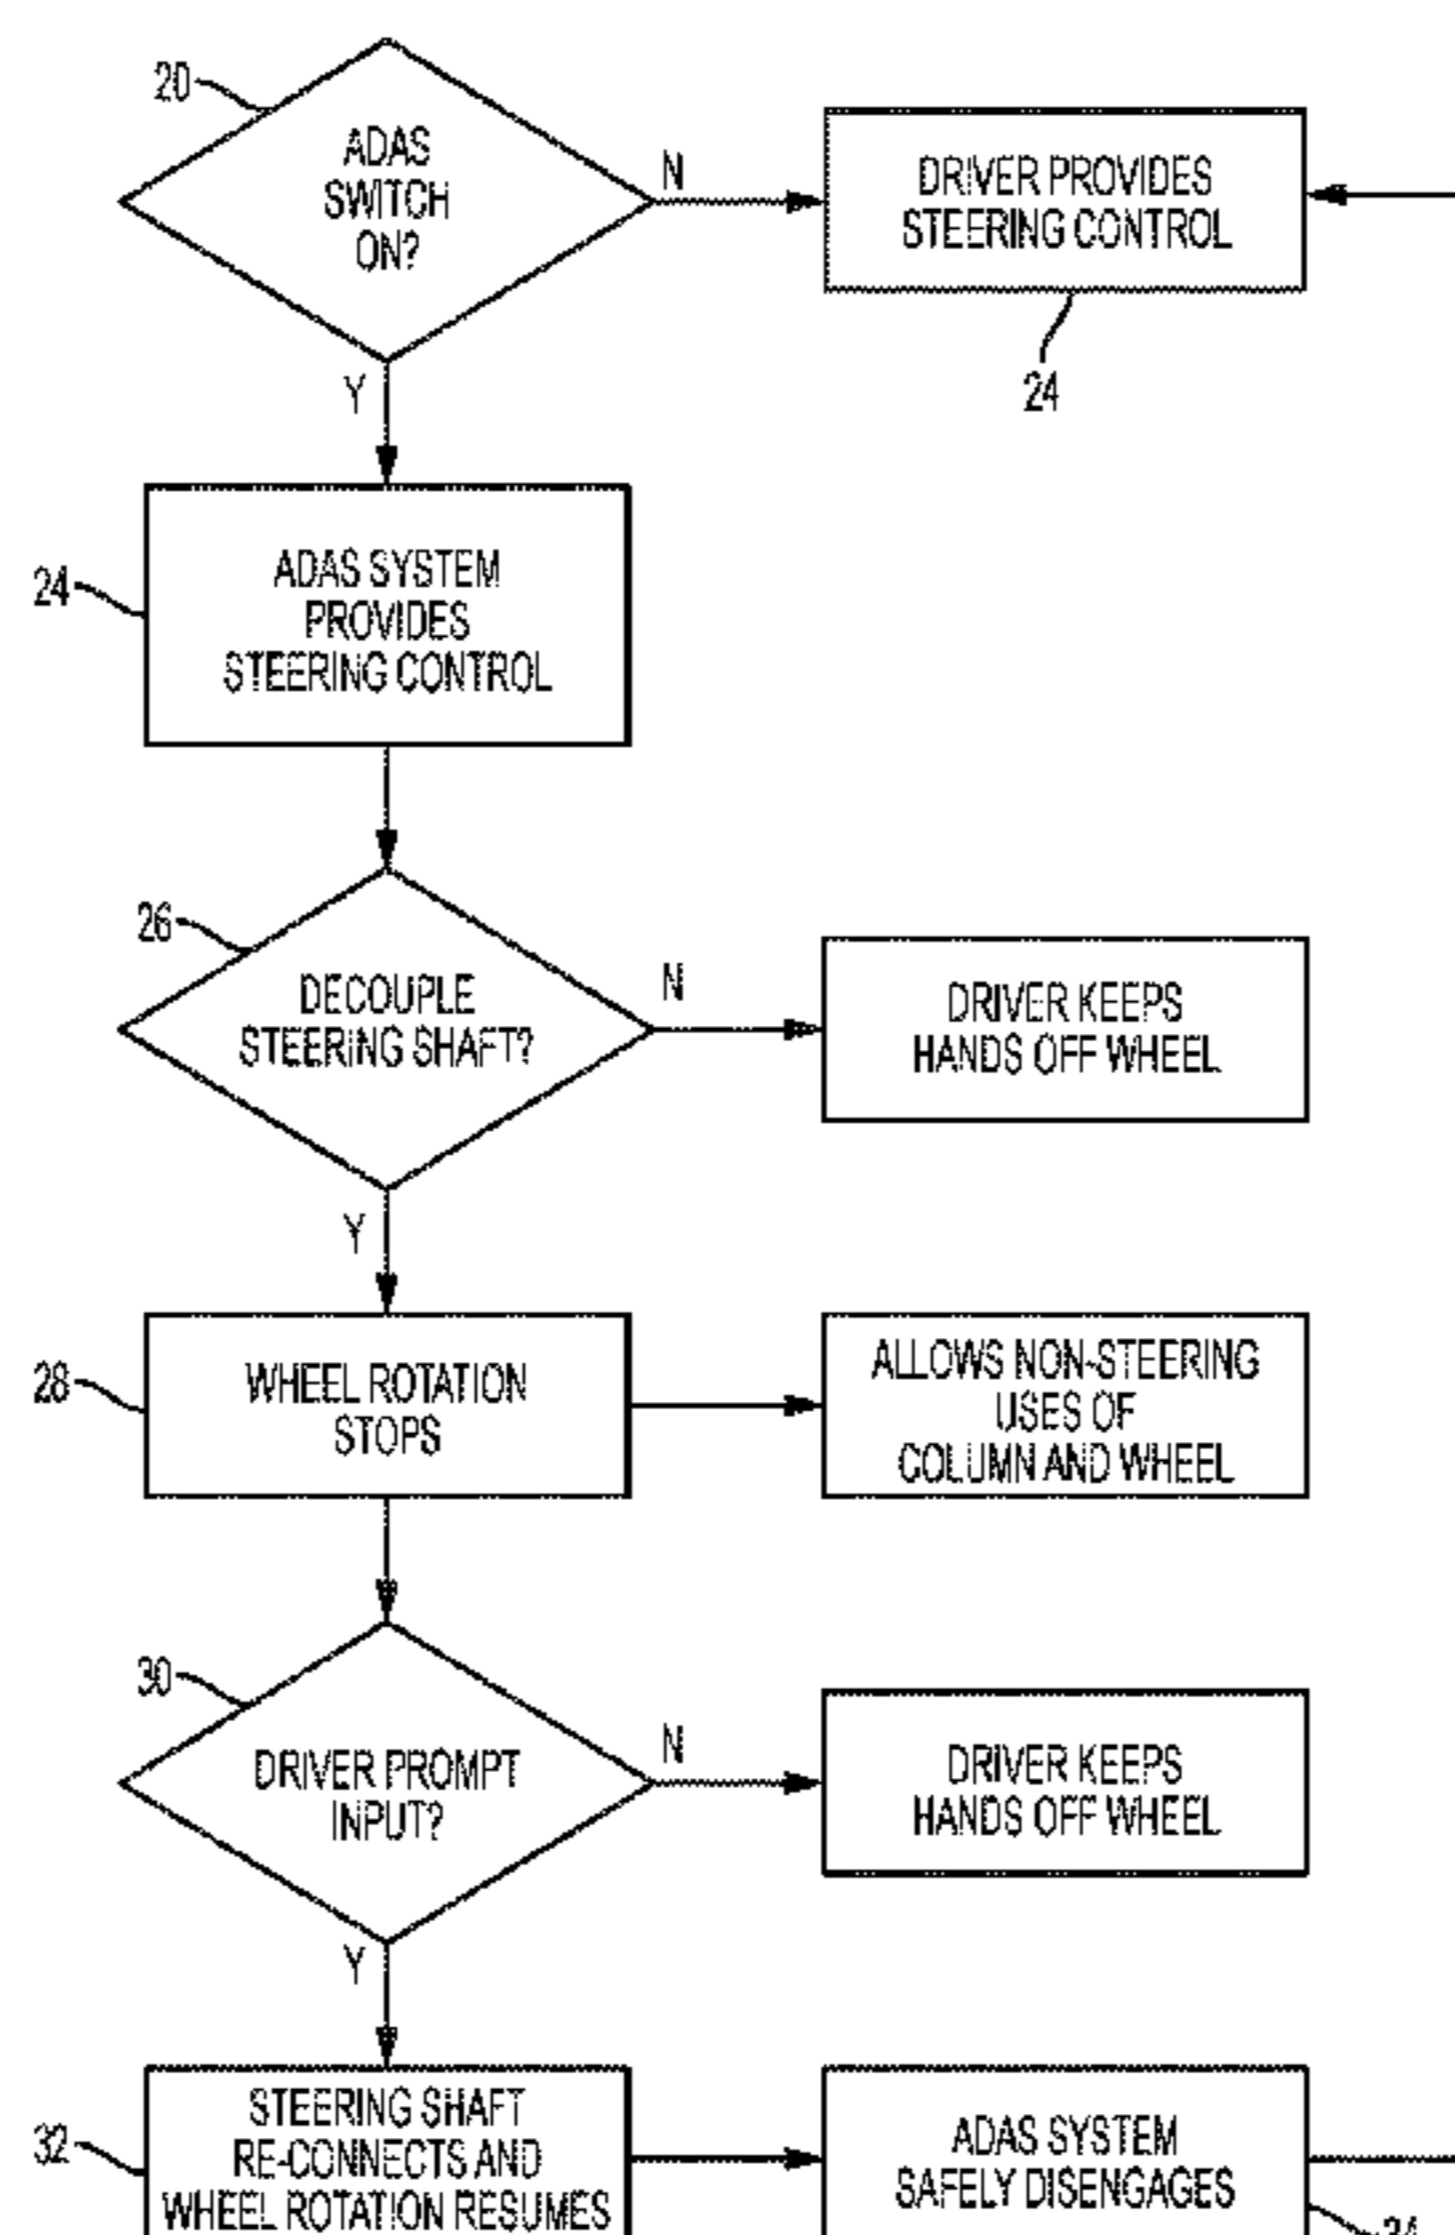 20
ADAS
SWITCH
ON?
N
DRIVER PROVIDES
STEERING CONTROL
24
Y
24
ADAS SYSTEM
PROVIDES
STEERING CONTROL
26
DECOUPLE
STEERING SHAFT?
N
DRIVER KEEPS
HANDS OFF WHEEL
Y
28
WHEEL ROTATION
STOPS
ALLOWS NON-STEERING
USES OF
COLUMN AND WHEEL
30
DRIVER PROMPT
INPUT?
N
DRIVER KEEPS
HANDS OFF WHEEL
Y
32
STEERING SHAFT
RE-CONNECTS AND
WHEEL ROTATION RESUMES
ADAS SYSTEM
SAFELY DISENGAGES
34